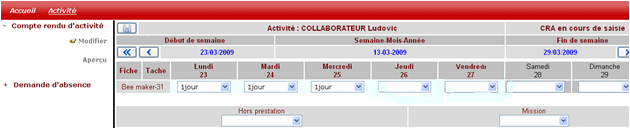 Accueil Activité
- Compte rendu d'activité
Modifier
Aperçu
+ Demande d'absence
Activité : COLLABORATEUR Ludovic CRA en cours de saisie
Début de semaine Semaine-Mois-Année Fin de semaine
23/03/2009 13-03-2009 29/03/2009
Fiche Tache Lundi 23 Mardi 24 Mercredi 25 Jeudi 26 Vendredi 27 Samedi 28 Dimanche 29
Bee maker-31 1jour 1jour 1jour
Hors prestation Mission